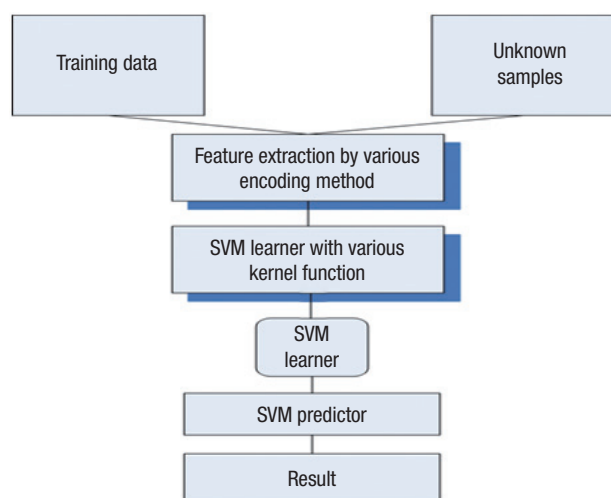 Training data
Unknown
samples
Feature extraction by various
encoding method
SVM learner with various
kernel function
SVM
learner
SVM predictor
Result